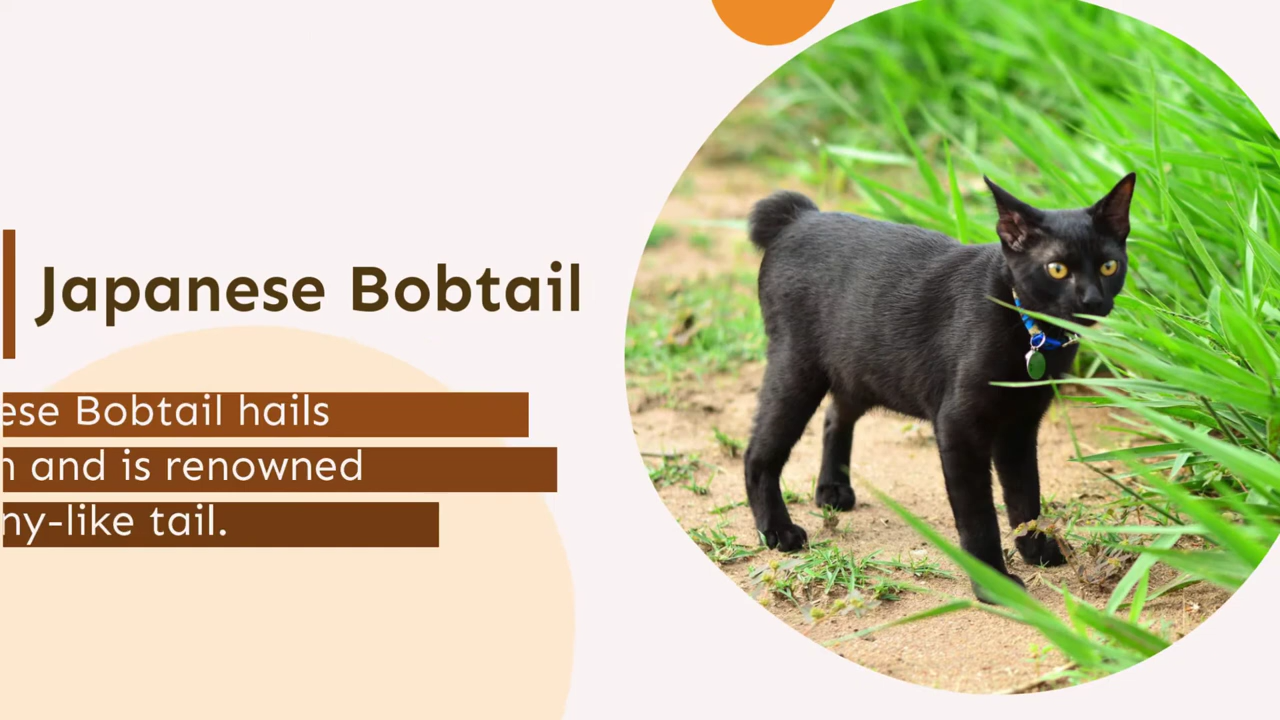 Japanese Bobtail
ese Bobtail hails
and is renowned
ny-like tail.